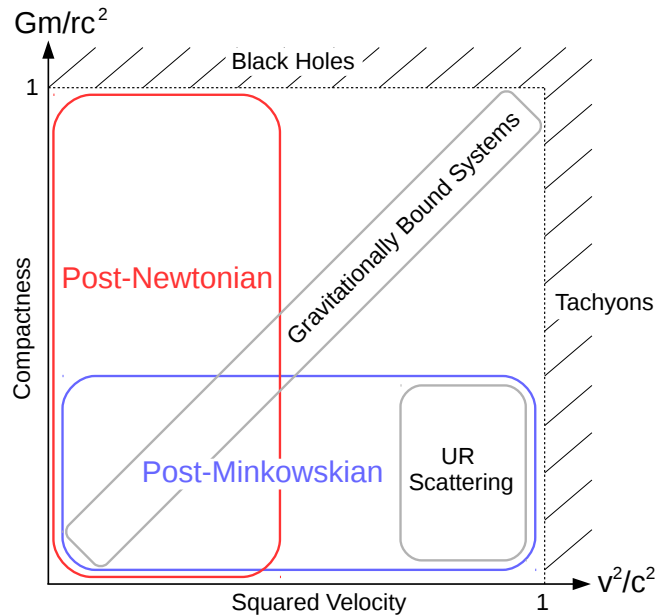 Gm/rc²
Black Holes
1
Gravitationally Bound Systems
Post-Newtonian
Compactness
Tachyons
Post-Minkowskian
UR
Scattering
v²/c²
Squared Velocity
1